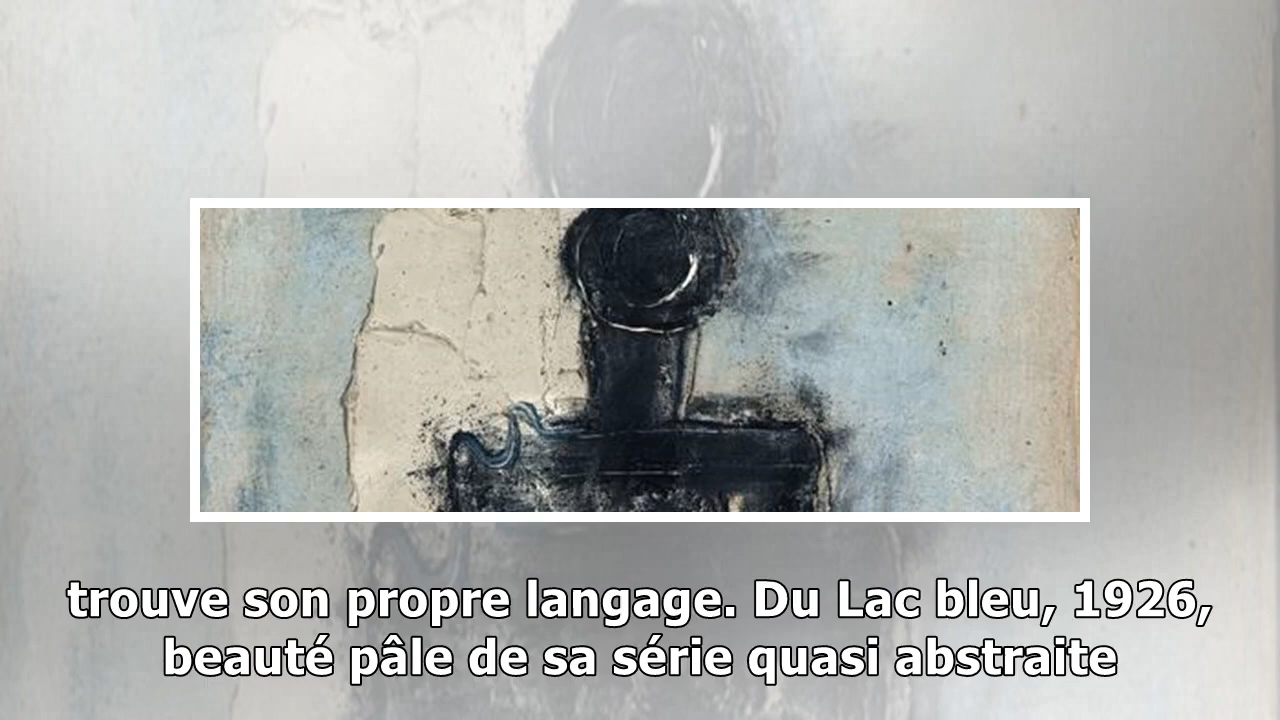 trouve son propre langage. Du Lac bleu, 1926,
beauté pâle de sa série quasi abstraite